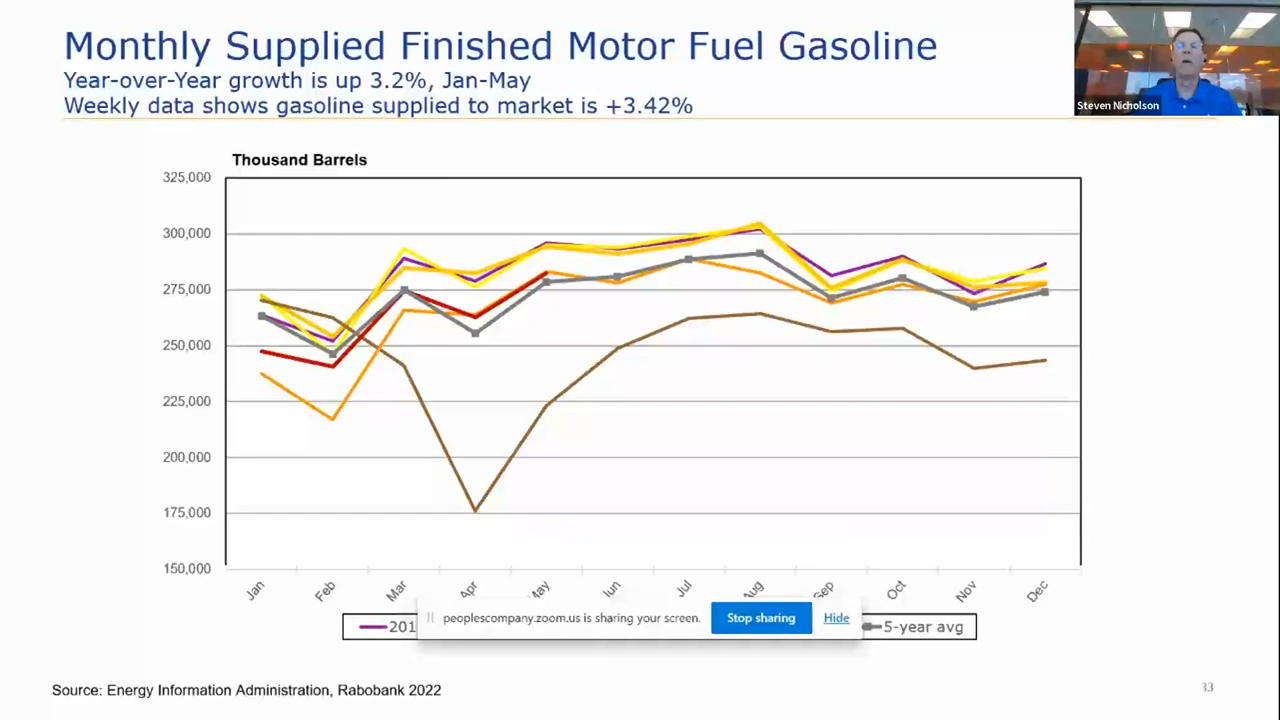 Monthly Supplied Finished Motor Fuel Gasoline
Year-over-Year growth is up 3.2%, Jan-May
Weekly data shows gasoline supplied to market is +3.42%
Steven Nicholson
Thousand Barrels
325,000
300,000
275,000
250,000
225,000
200,000
175,000
150,000
Jan Feb Mar Apr May Jun Jul Aug Sep Oct Nov Dec
201
peoplescompany.zoom.us is sharing your screen. Stop sharing Hide
5-year avg
Source: Energy Information Administration, Rabobank 2022
33